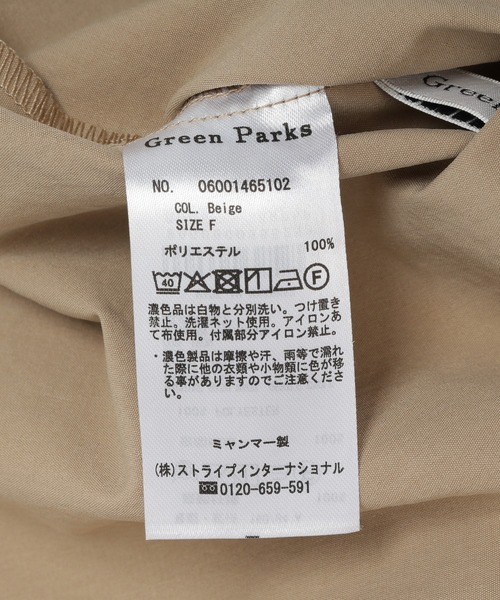 Green
Green Parks
NO. 06001465102
COL. Beige
SIZE F
ポリエステル 100%
40 F
濃色品は白物と分別洗い。つけ置き
禁止。洗濯ネット使用。アイロンあ
て布使用。付属部分アイロン禁止。
・濃色製品は摩擦や汗、雨等で濡れ
た際に他の衣類や小物類に色が移
る事がありますのでご注意くださ
い。
ミャンマー製
(株)ストライプインターナショナル
0120-659-591